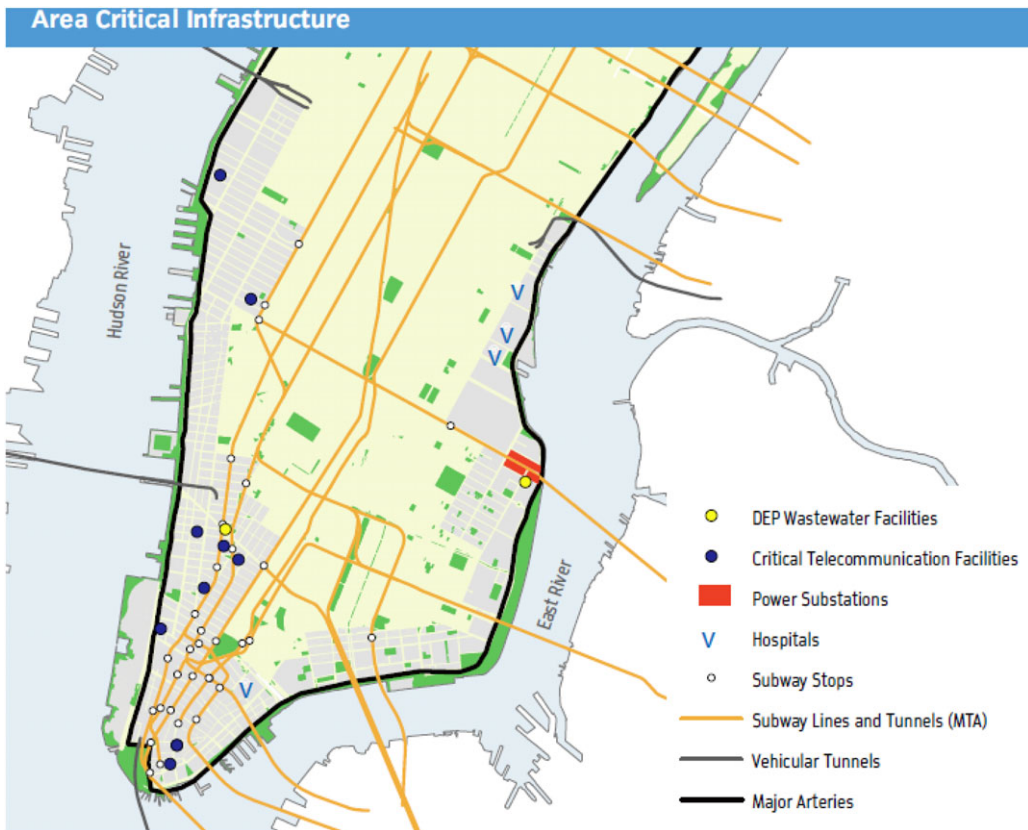 Area Critical Infrastructure
Hudson River
East River
V
V
V
V
DEP Wastewater Facilities
Critical Telecommunication Facilities
Power Substations
V
Hospitals
Subway Stops
Subway Lines and Tunnels (MTA)
Vehicular Tunnels
Major Arteries